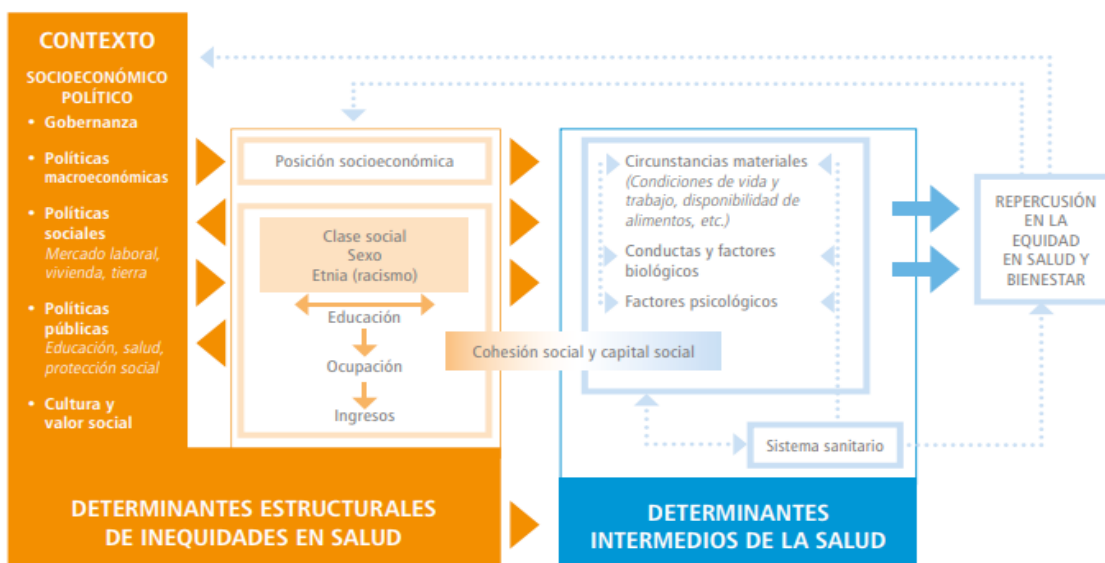 CONTEXTO
SOCIOECONÓMICO
POLÍTICO
• Gobernanza
• Políticas
macroeconómicas
• Políticas
sociales
Mercado laboral,
vivienda, tierra
• Políticas
públicas
Educación, salud,
protección social
• Cultura y
valor social
Posición socioeconómica
Clase social
Sexo
Etnia (racismo)
Educación
Ocupación
Ingresos
Cohesión social y capital social
Circunstancias materiales
(Condiciones de vida y
trabajo, disponibilidad de
alimentos, etc.)
Conductas y factores
biológicos
Factores psicológicos
Sistema sanitario
REPERCUSIÓN
EN LA
EQUIDAD
EN SALUD Y
BIENESTAR
DETERMINANTES ESTRUCTURALES
DE INEQUIDADES EN SALUD
DETERMINANTES
INTERMEDIOS DE LA SALUD